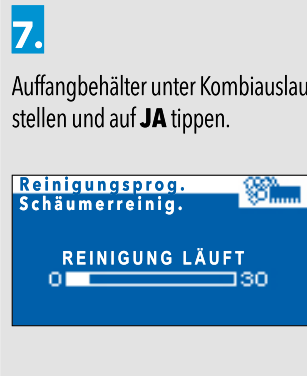 7.
Auffangbehälter unter Kombiauslau
stellen und auf JA tippen.
Reinigungsprog.
Schäumerreinig.
REINIGUNG LÄUFT
0 30